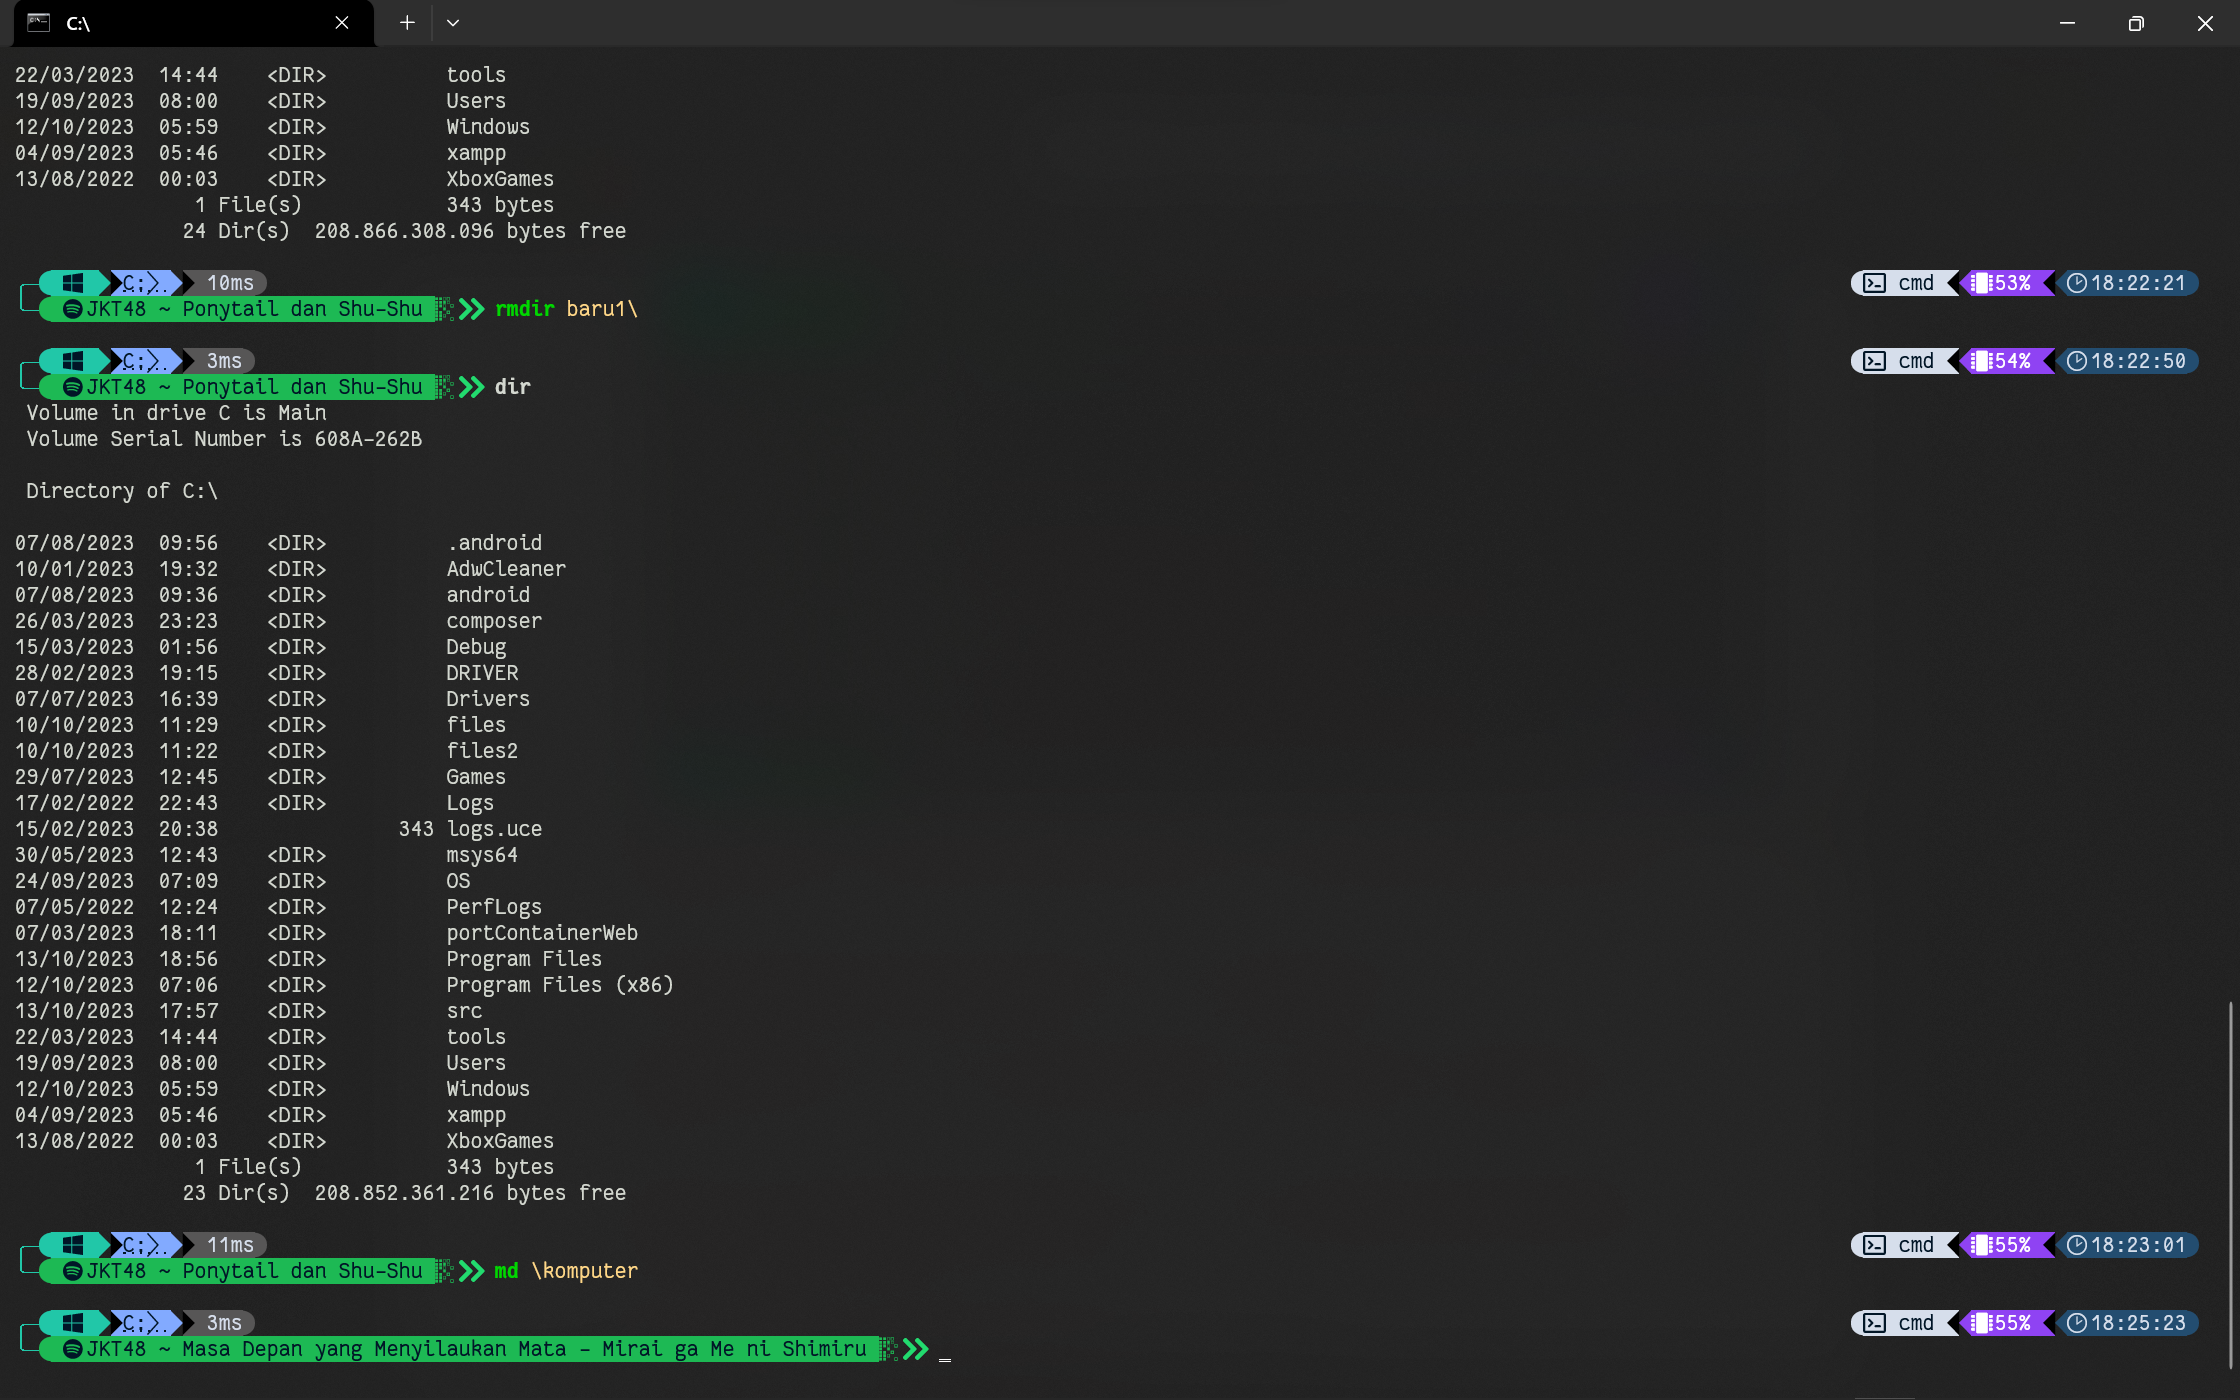 C:\
22/03/2023  14:44    <DIR>          tools
19/09/2023  08:00    <DIR>          Users
12/10/2023  05:59    <DIR>          Windows
04/09/2023  05:46    <DIR>          xampp
13/08/2022  00:03    <DIR>          XboxGames
1 File(s)            343 bytes
24 Dir(s)  208.866.308.096 bytes free
C:\ 10ms cmd 53% 18:22:21
JKT48 ~ Ponytail dan Shu-Shu rmdir baru1\
C:\ 3ms cmd 54% 18:22:50
JKT48 ~ Ponytail dan Shu-Shu dir
Volume in drive C is Main
Volume Serial Number is 608A-262B
Directory of C:\
07/08/2023  09:56    <DIR>          .android
10/01/2023  19:32    <DIR>          AdwCleaner
07/08/2023  09:36    <DIR>          android
26/03/2023  23:23    <DIR>          composer
15/03/2023  01:56    <DIR>          Debug
28/02/2023  19:15    <DIR>          DRIVER
07/07/2023  16:39    <DIR>          Drivers
10/10/2023  11:29    <DIR>          files
10/10/2023  11:22    <DIR>          files2
29/07/2023  12:45    <DIR>          Games
17/02/2022  22:43    <DIR>          Logs
15/02/2023  20:38               343 logs.uce
30/05/2023  12:43    <DIR>          msys64
24/09/2023  07:09    <DIR>          OS
07/05/2022  12:24    <DIR>          PerfLogs
07/03/2023  18:11    <DIR>          portContainerWeb
13/10/2023  18:56    <DIR>          Program Files
12/10/2023  07:06    <DIR>          Program Files (x86)
13/10/2023  17:57    <DIR>          src
22/03/2023  14:44    <DIR>          tools
19/09/2023  08:00    <DIR>          Users
12/10/2023  05:59    <DIR>          Windows
04/09/2023  05:46    <DIR>          xampp
13/08/2022  00:03    <DIR>          XboxGames
1 File(s)            343 bytes
23 Dir(s)  208.852.361.216 bytes free
C:\ 11ms cmd 55% 18:23:01
JKT48 ~ Ponytail dan Shu-Shu md \komputer
C:\ 3ms cmd 55% 18:25:23
JKT48 ~ Masa Depan yang Menyilaukan Mata - Mirai ga Me ni Shimiru _